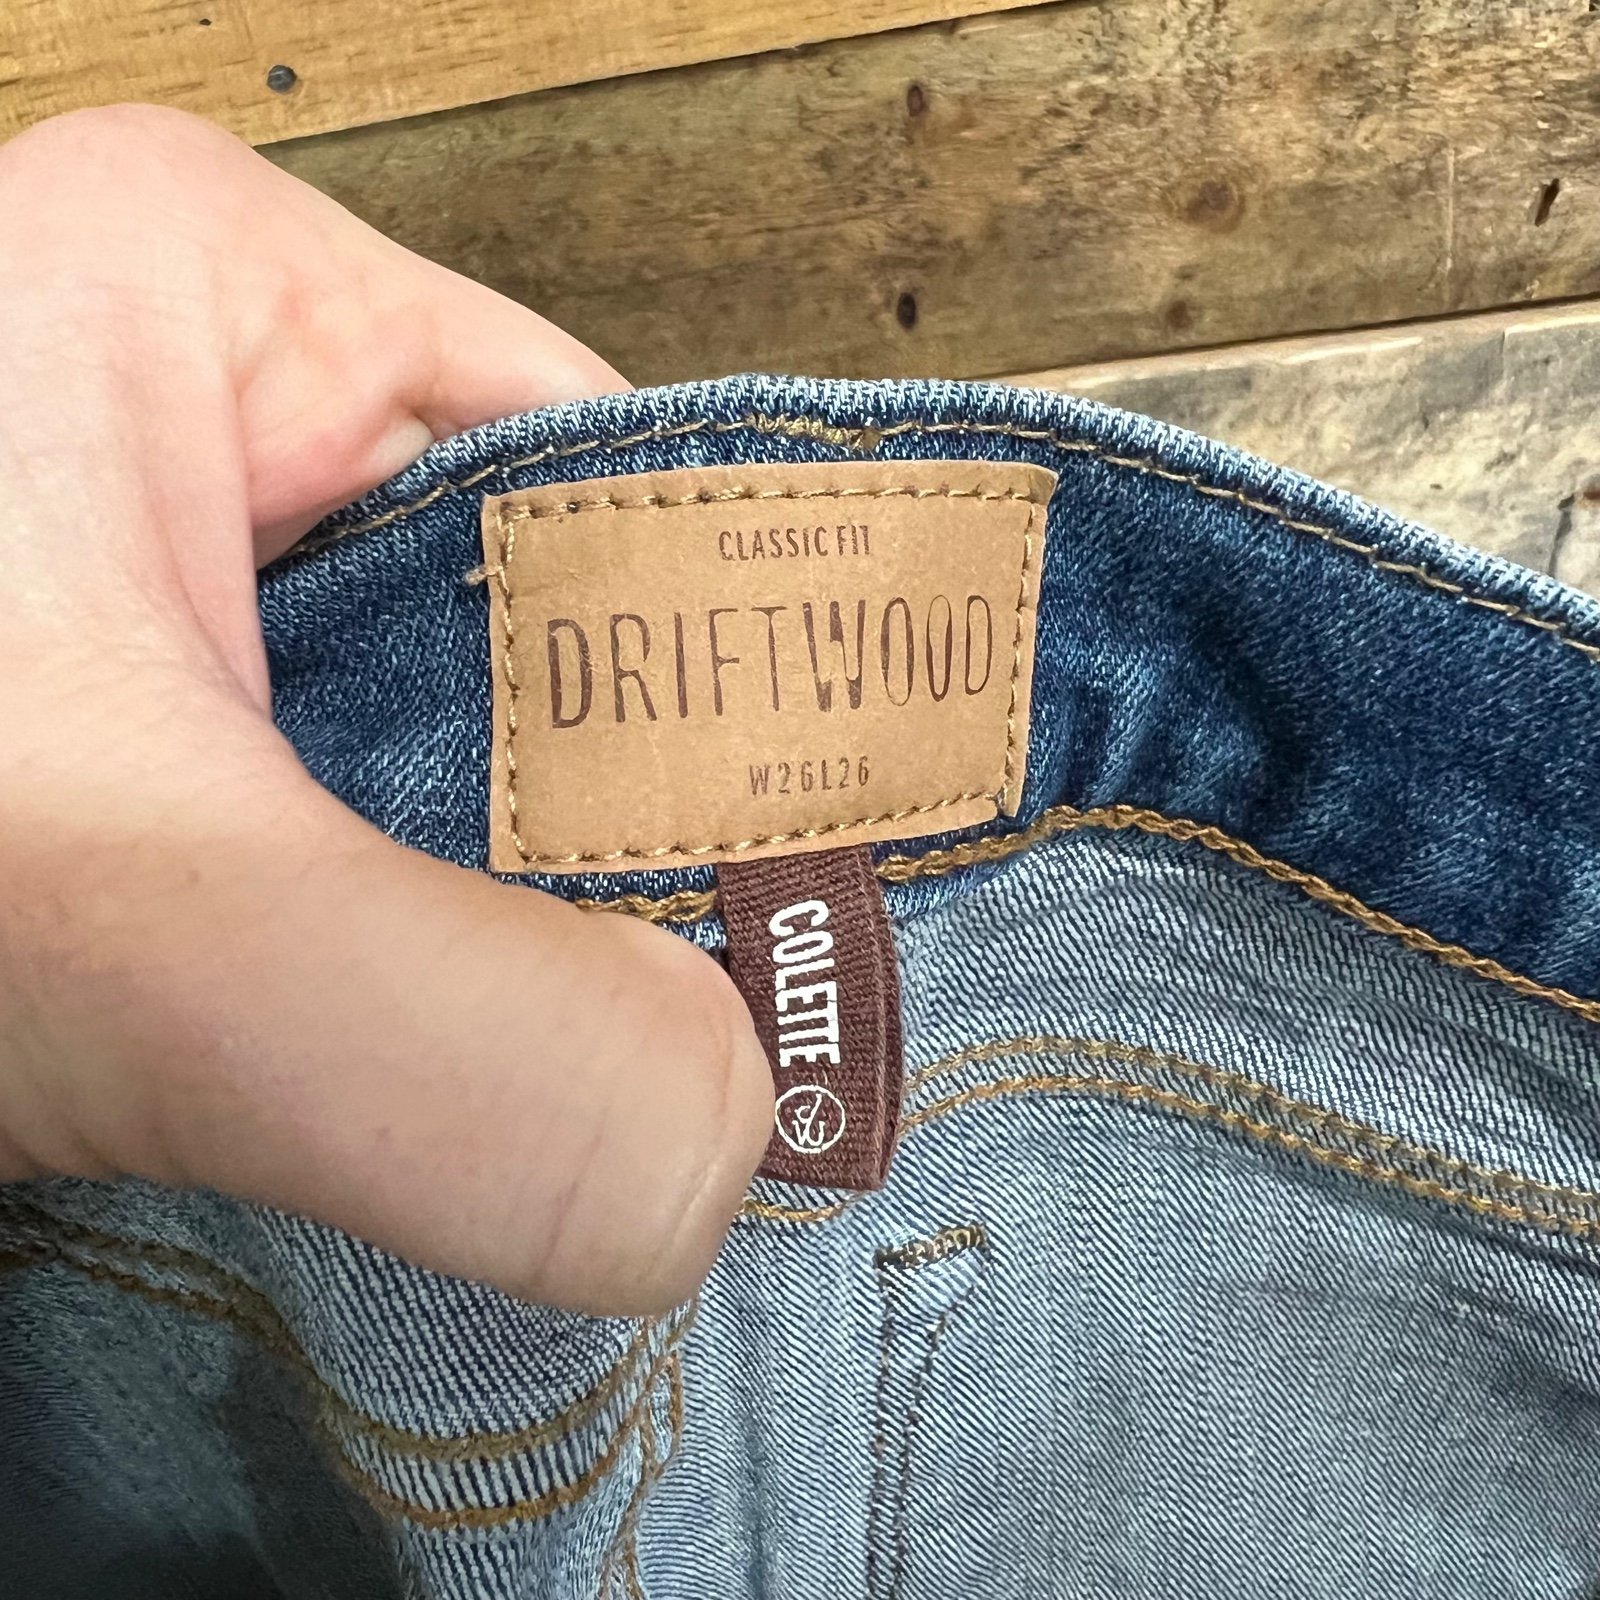 CLASSIC FIT
DRIFTWOOD
W26L26
COLETTE